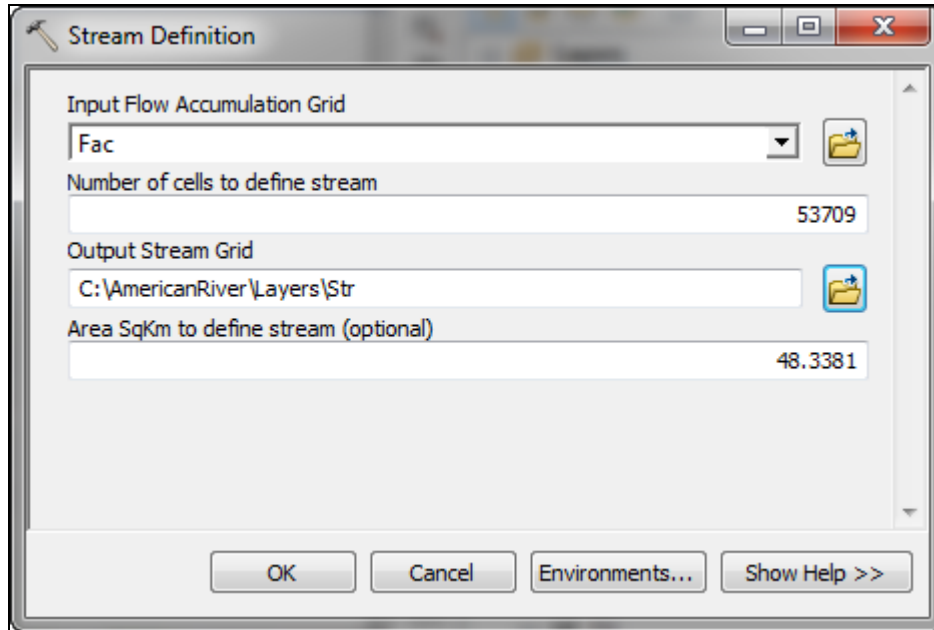 Stream Definition
Input Flow Accumulation Grid
Fac
Number of cells to define stream
53709
Output Stream Grid
C:\AmericanRiver\Layers\Str
Area SqKm to define stream (optional)
48.3381
OK Cancel Environments... Show Help >>